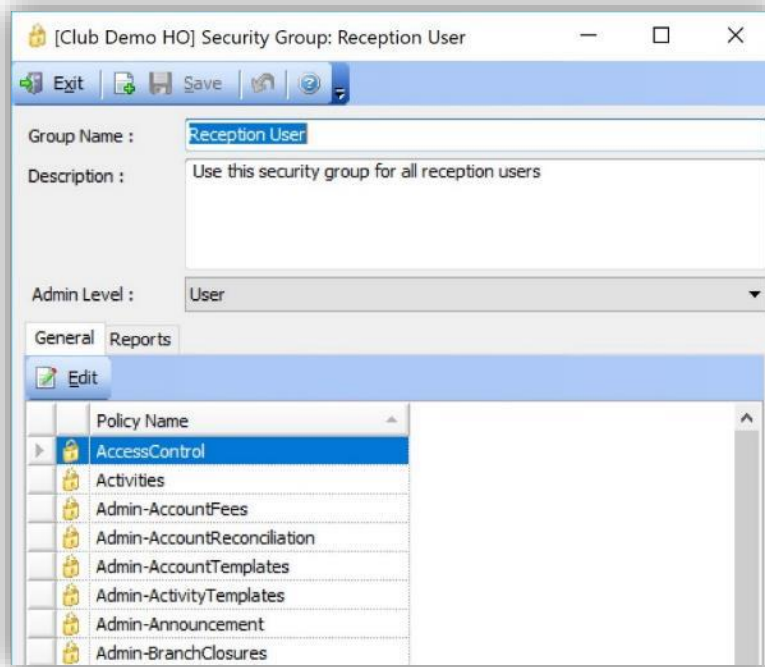 [Club Demo HO] Security Group: Reception User
Exit Save
Group Name : Reception User
Description : Use this security group for all reception users
Admin Level : User
General Reports
Edit
Policy Name
AccessControl
Activities
Admin-AccountFees
Admin-AccountReconciliation
Admin-AccountTemplates
Admin-ActivityTemplates
Admin-Announcement
Admin-BranchClosures